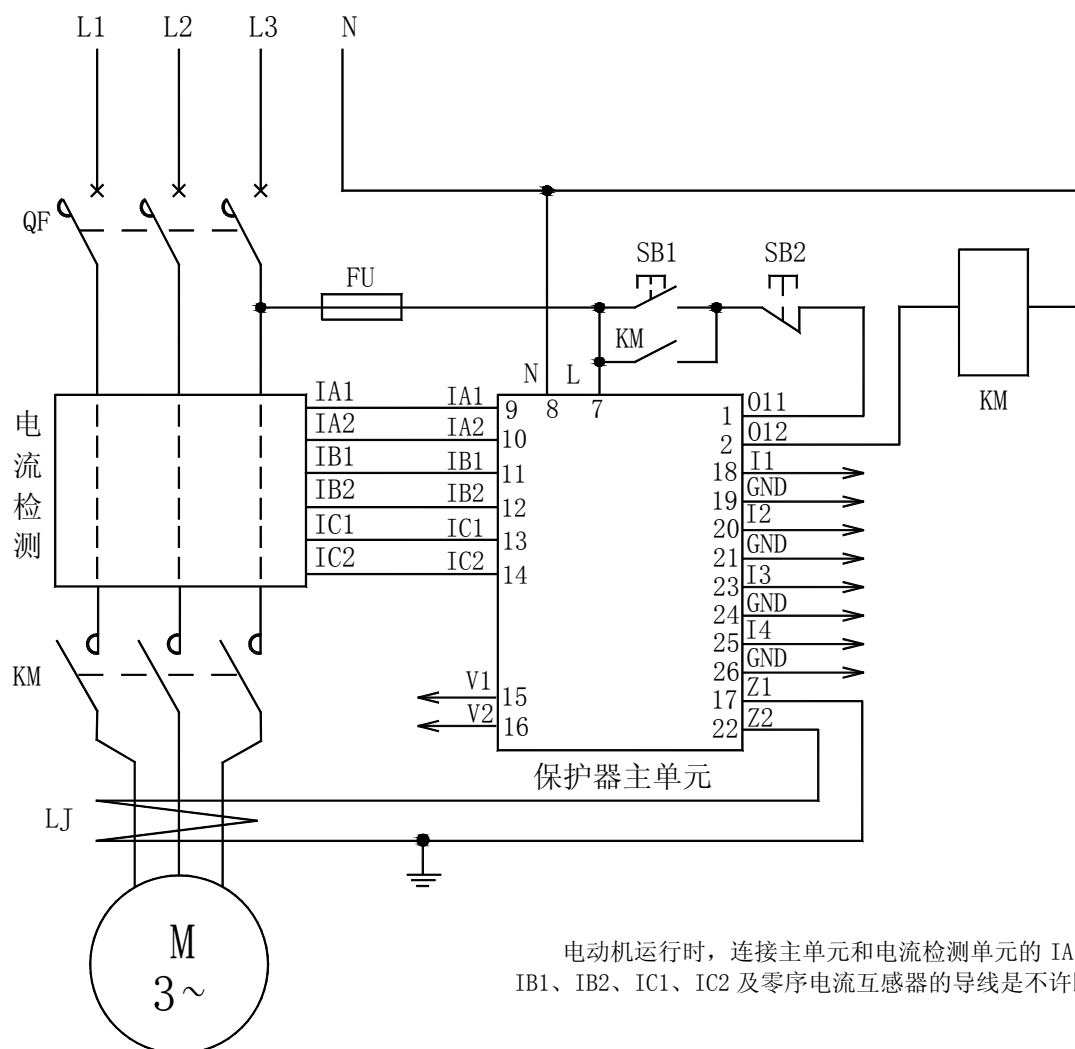 L1 L2 L3 N
QF
FU
SB1 SB2
KM
KM
N L
8 7
电流检测
IA1 IA1 9
IA2 IA2 10
IB1 IB1 11
IB2 IB2 12
IC1 IC1 13
IC2 IC2 14
1 O11
2 O12
18 I1
19 GND
20 I2
21 GND
23 I3
24 GND
25 I4
26 GND
17 Z1
22 Z2
V1 15
V2 16
KM
保护器主单元
LJ
M
3~
电动机运行时，连接主单元和电流检测单元的 IA
IB1、IB2、IC1、IC2 及零序电流互感器的导线是不许